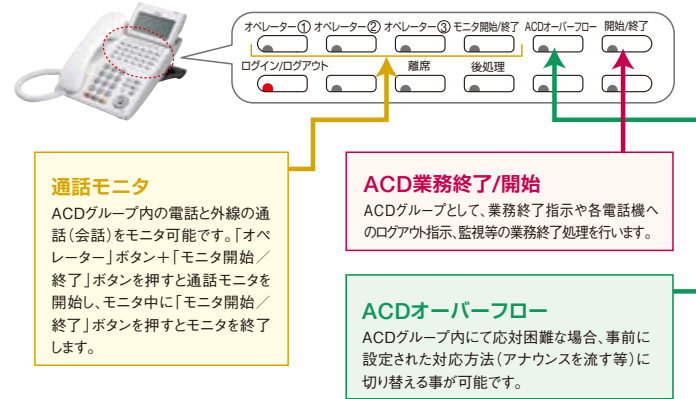 オペレーター① オペレーター② オペレーター③ モニタ開始/終了 ACDオーバーフロー 開始/終了
ログイン/ログアウト 離席 後処理
通話モニタ
ACDグループ内の電話と外線の通
話（会話）をモニタ可能です。「オペ
レーター」ボタン＋「モニタ開始／
終了」ボタンを押すと通話モニタを
開始し、モニタ中に「モニタ開始／
終了」ボタンを押すとモニタを終了
します。
ACD業務終了/開始
ACDグループとして、業務終了指示や各電話機へ
のログアウト指示、監視等の業務終了処理を行います。
ACDオーバーフロー
ACDグループ内にて応対困難な場合、事前に
設定された対応方法（アナウンスを流す等）に
切り替える事が可能です。